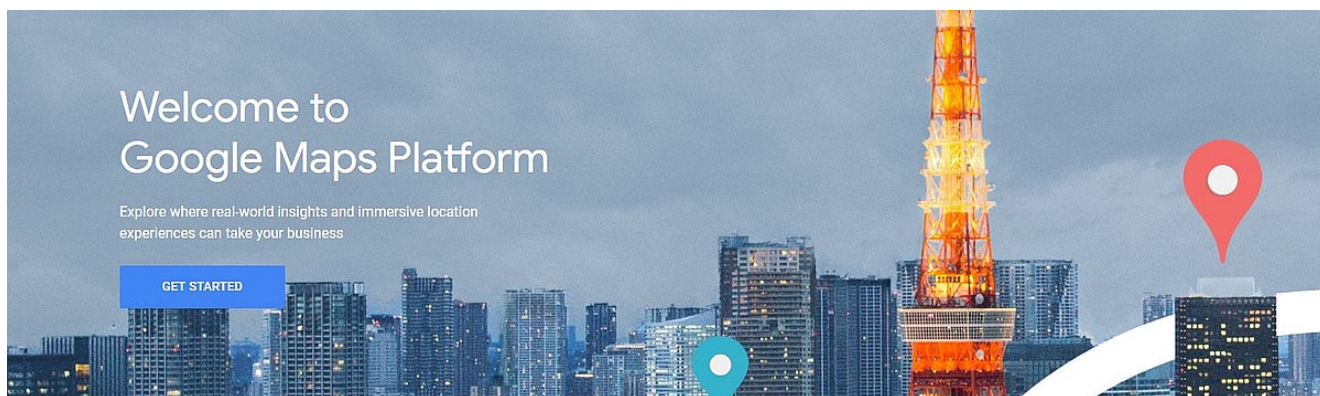 Welcome to
Google Maps Platform
Explore where real-world insights and immersive location
experiences can take your business
GET STARTED